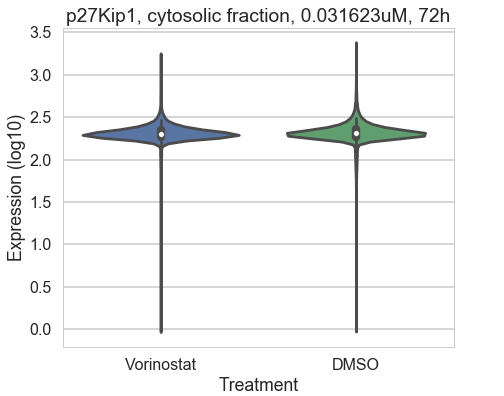 p27Kip1, cytosolic fraction, 0.031623uM, 72h
Expression (log10)
3.5
3.0
2.5
2.0
1.5
1.0
0.5
0.0
Vorinostat DMSO
Treatment